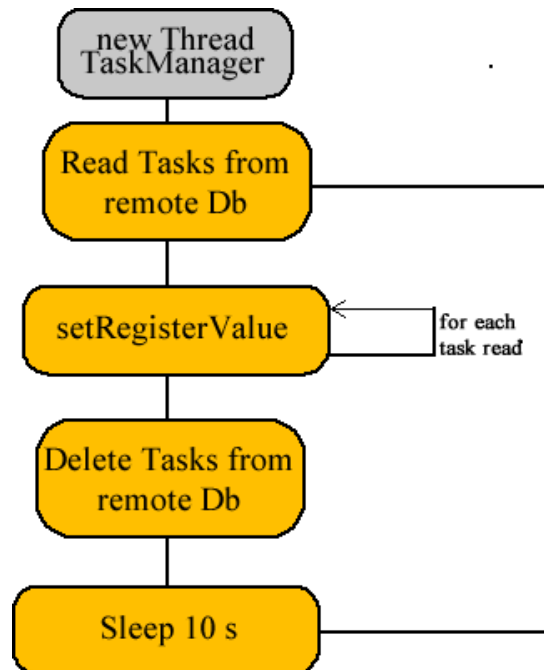 new Thread
TaskManager
Read Tasks from
remote Db
setRegisterValue
for each
task read
Delete Tasks from
remote Db
Sleep 10 s